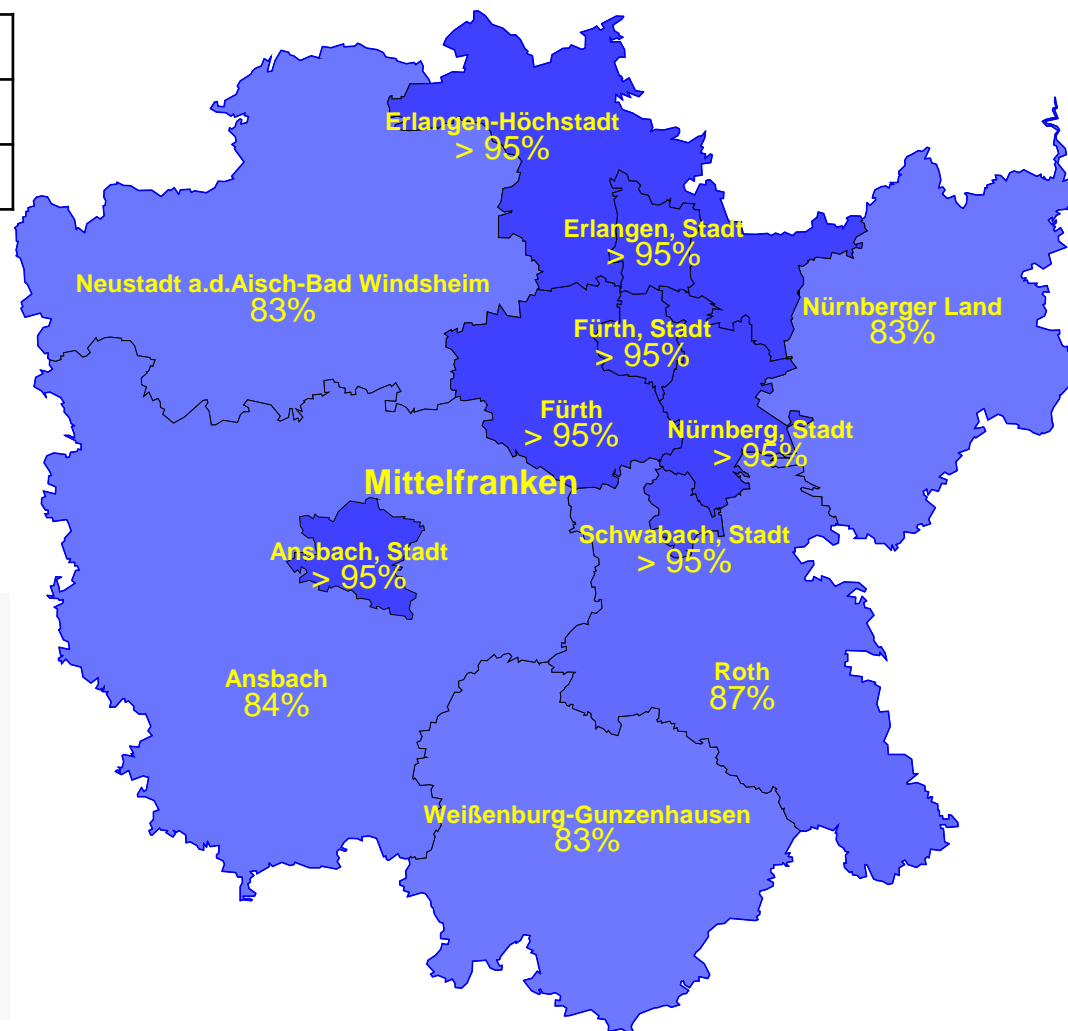 Erlangen-Höchstadt
> 95%
Erlangen, Stadt
> 95%
Neustadt a.d.Aisch-Bad Windsheim
83%
Nürnberger Land
83%
Fürth, Stadt
> 95%
Fürth
> 95%
Nürnberg, Stadt
> 95%
Mittelfranken
Schwabach, Stadt
> 95%
Ansbach, Stadt
> 95%
Roth
87%
Ansbach
84%
Weißenburg-Gunzenhausen
83%